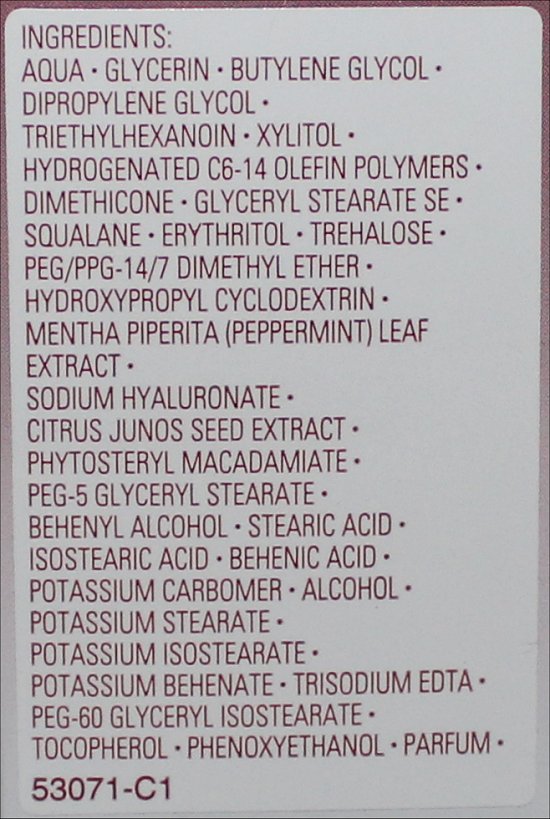 INGREDIENTS:
AQUA • GLYCERIN • BUTYLENE GLYCOL •
DIPROPYLENE GLYCOL •
TRIETHYLHEXANOIN • XYLITOL •
HYDROGENATED C6-14 OLEFIN POLYMERS •
DIMETHICONE • GLYCERYL STEARATE SE •
SQUALANE • ERYTHRITOL • TREHALOSE •
PEG/PPG-14/7 DIMETHYL ETHER •
HYDROXYPROPYL CYCLODEXTRIN •
MENTHA PIPERITA (PEPPERMINT) LEAF
EXTRACT •
SODIUM HYALURONATE •
CITRUS JUNOS SEED EXTRACT •
PHYTOSTERYL MACADAMIATE •
PEG-5 GLYCERYL STEARATE •
BEHENYL ALCOHOL • STEARIC ACID •
ISOSTEARIC ACID • BEHENIC ACID •
POTASSIUM CARBOMER • ALCOHOL •
POTASSIUM STEARATE •
POTASSIUM ISOSTEARATE •
POTASSIUM BEHENATE • TRISODIUM EDTA •
PEG-60 GLYCERYL ISOSTEARATE •
TOCOPHEROL • PHENOXYETHANOL • PARFUM •
53071-C1